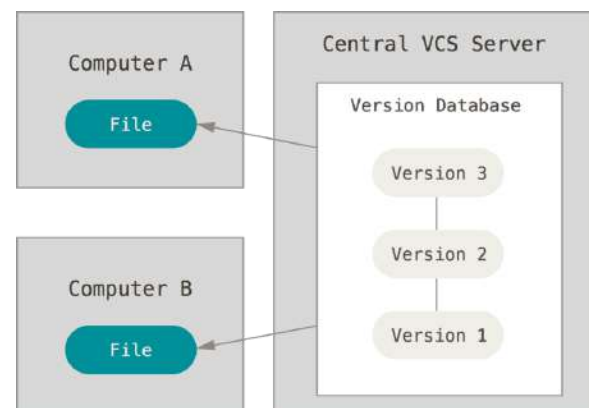 Computer A
File
Central VCS Server
Version Database
Version 3
Version 2
Version 1
Computer B
File